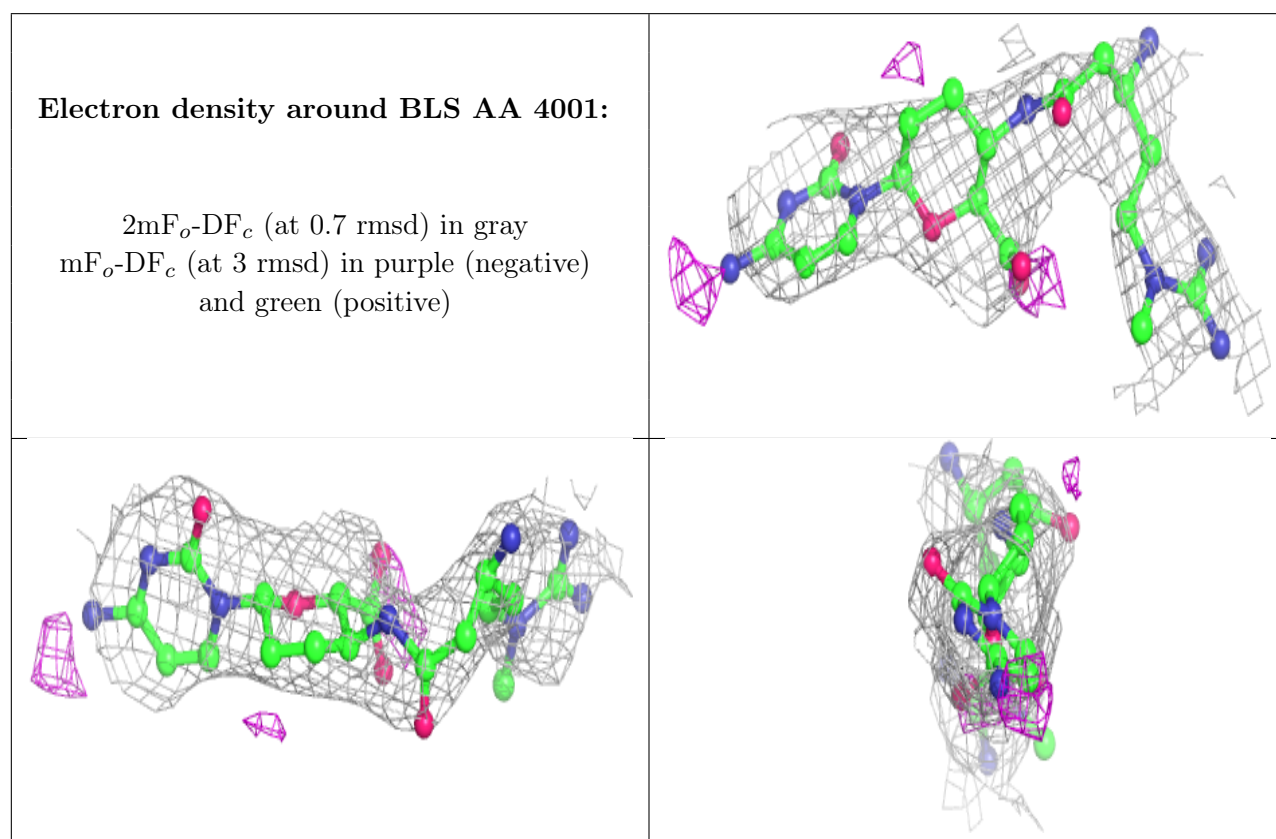 Electron density around BLS AA 4001:
2mFo-DFc (at 0.7 rmsd) in gray
mFo-DFc (at 3 rmsd) in purple (negative)
and green (positive)